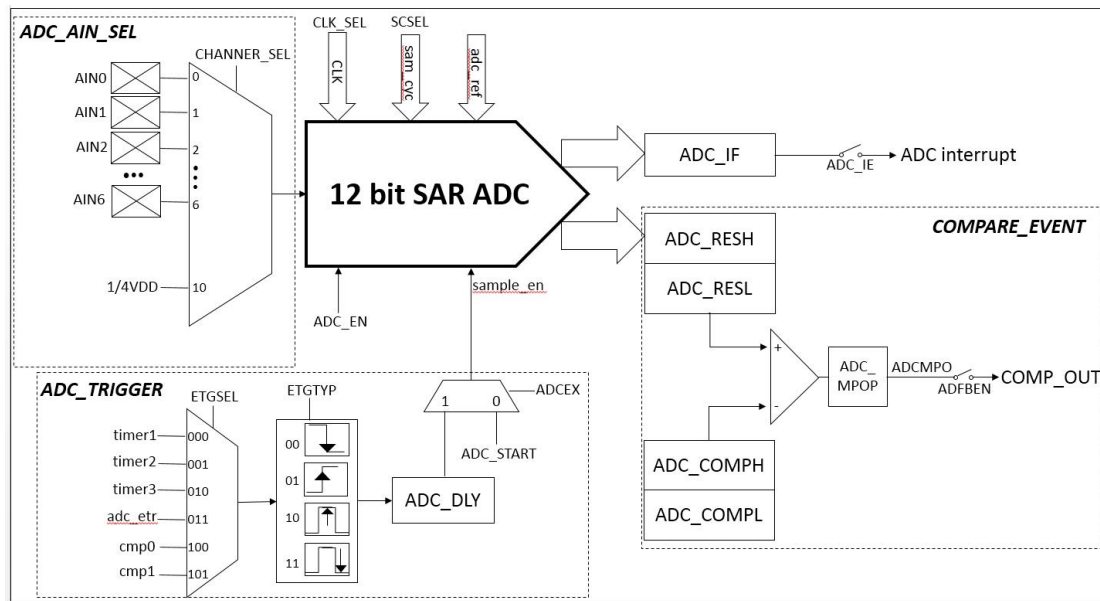 ADC_AIN_SEL
CHANNER_SEL
AIN0
0
AIN1
1
AIN2
2
•••
AIN6
6
1/4VDD
10
CLK_SEL
SCSEL
CLK
sam_cyc
adc_ref
12 bit SAR ADC
ADC_EN
sample_en
ADC_IF
ADC_IE
ADC interrupt
COMPARE_EVENT
ADC_RESH
ADC_RESL
+
-
ADC_
MPOP
ADCMPO
ADFBEN
COMP_OUT
ADC_COMPH
ADC_COMPL
ADC_TRIGGER
ETGSEL
timer1
000
timer2
001
timer3
010
adc_etr
011
cmp0
100
cmp1
101
ETGTYP
00
01
10
11
ADC_DLY
1
0
ADCEX
ADC_START